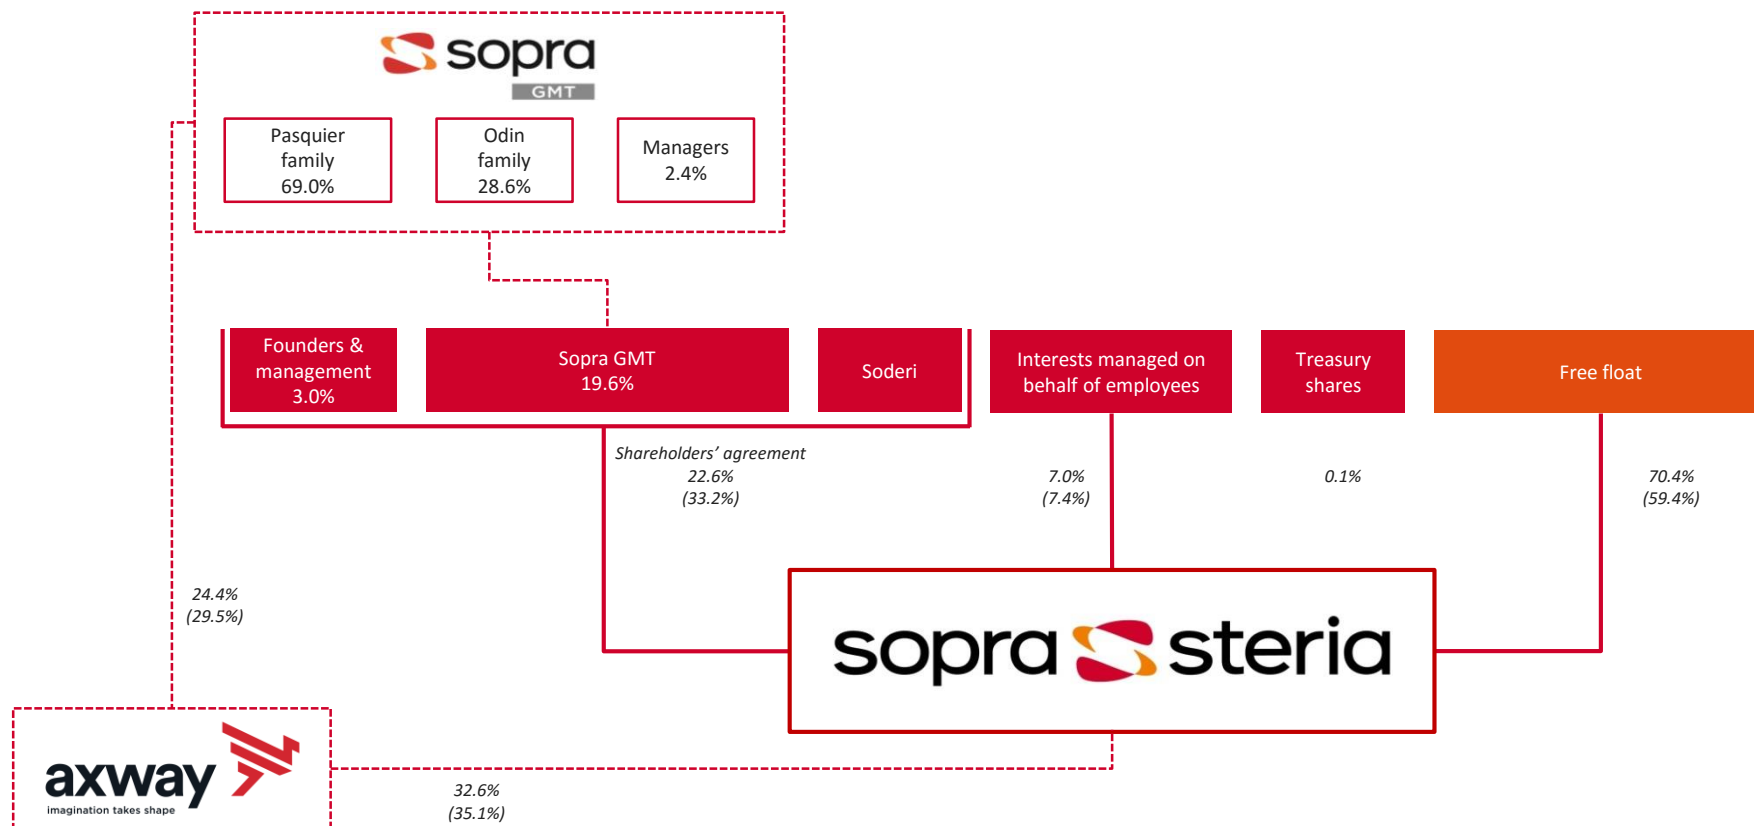 sopra
GMT
Pasquier
family
69.0%
Odin
family
28.6%
Managers
2.4%
Founders &
management
3.0%
Sopra GMT
19.6%
Soderi
Interests managed on
behalf of employees
Treasury
shares
Free float
Shareholders’ agreement
22.6%
(33.2%)
7.0%
(7.4%)
0.1%
70.4%
(59.4%)
24.4%
(29.5%)
sopra steria
axway
imagination takes shape
32.6%
(35.1%)